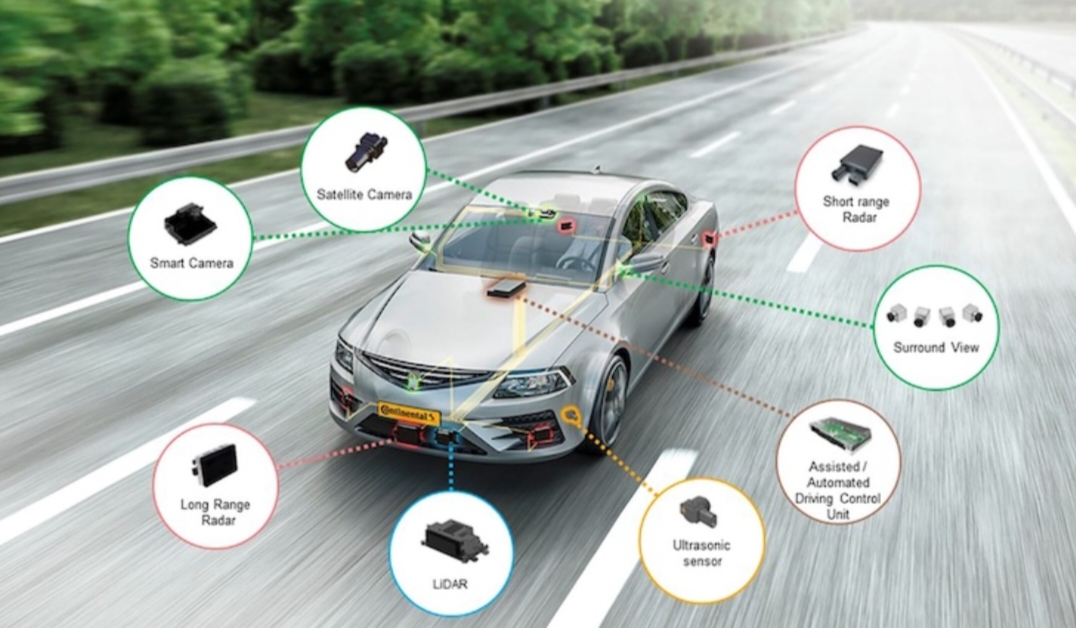 Satellite Camera
Short range
Radar
Smart Camera
Surround View
Continental
Assisted /
Automated
Driving Control
Unit
Long Range
Radar
Ultrasonic
sensor
LiDAR